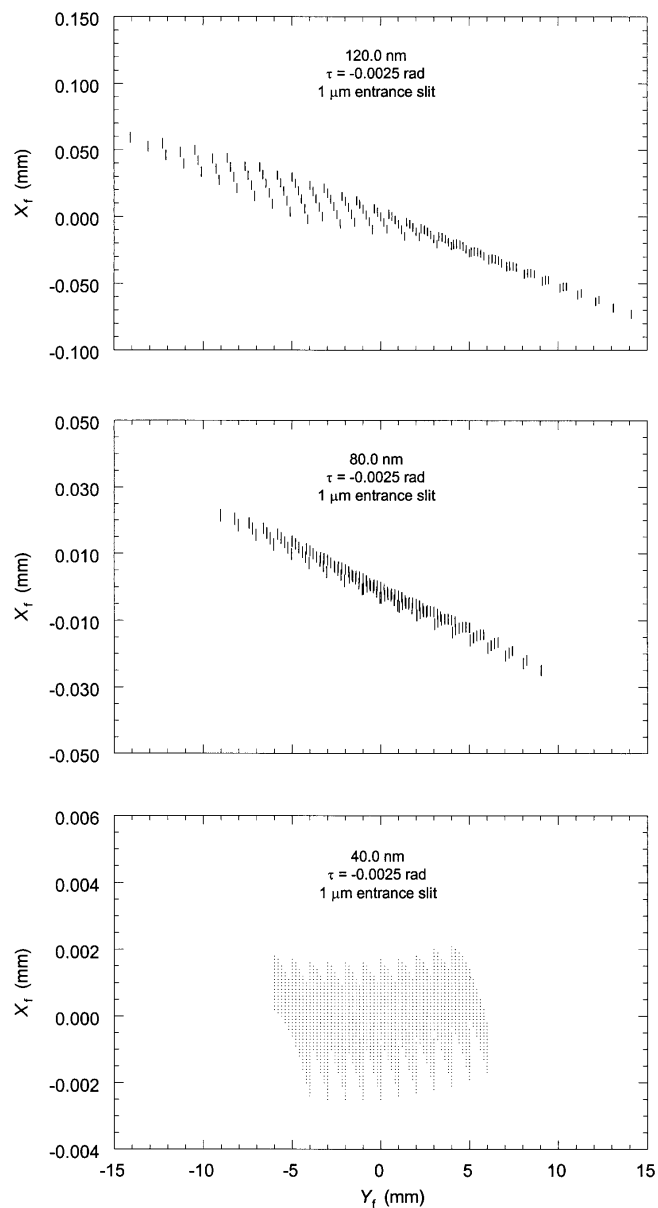 0.150
120.0 nm
τ = -0.0025 rad
1 μm entrance slit
0.100
0.050
X_f (mm)
0.000
-0.050
-0.100
0.050
80.0 nm
τ = -0.0025 rad
1 μm entrance slit
0.030
0.010
X_f (mm)
-0.010
-0.030
-0.050
0.006
40.0 nm
τ = -0.0025 rad
1 μm entrance slit
0.004
0.002
X_f (mm)
0.000
-0.002
-0.004
-15 -10 -5 0 5 10 15
Y_f (mm)